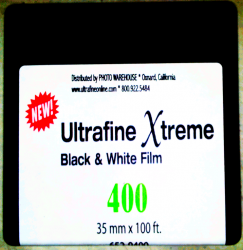 Distributed by PHOTO WAREHOUSE * Oxnard, California
www.ultrafineonline.com * 800.922.5484
NEW!
Ultrafine Xtreme
Black & White Film
400
35 mm x 100 ft.